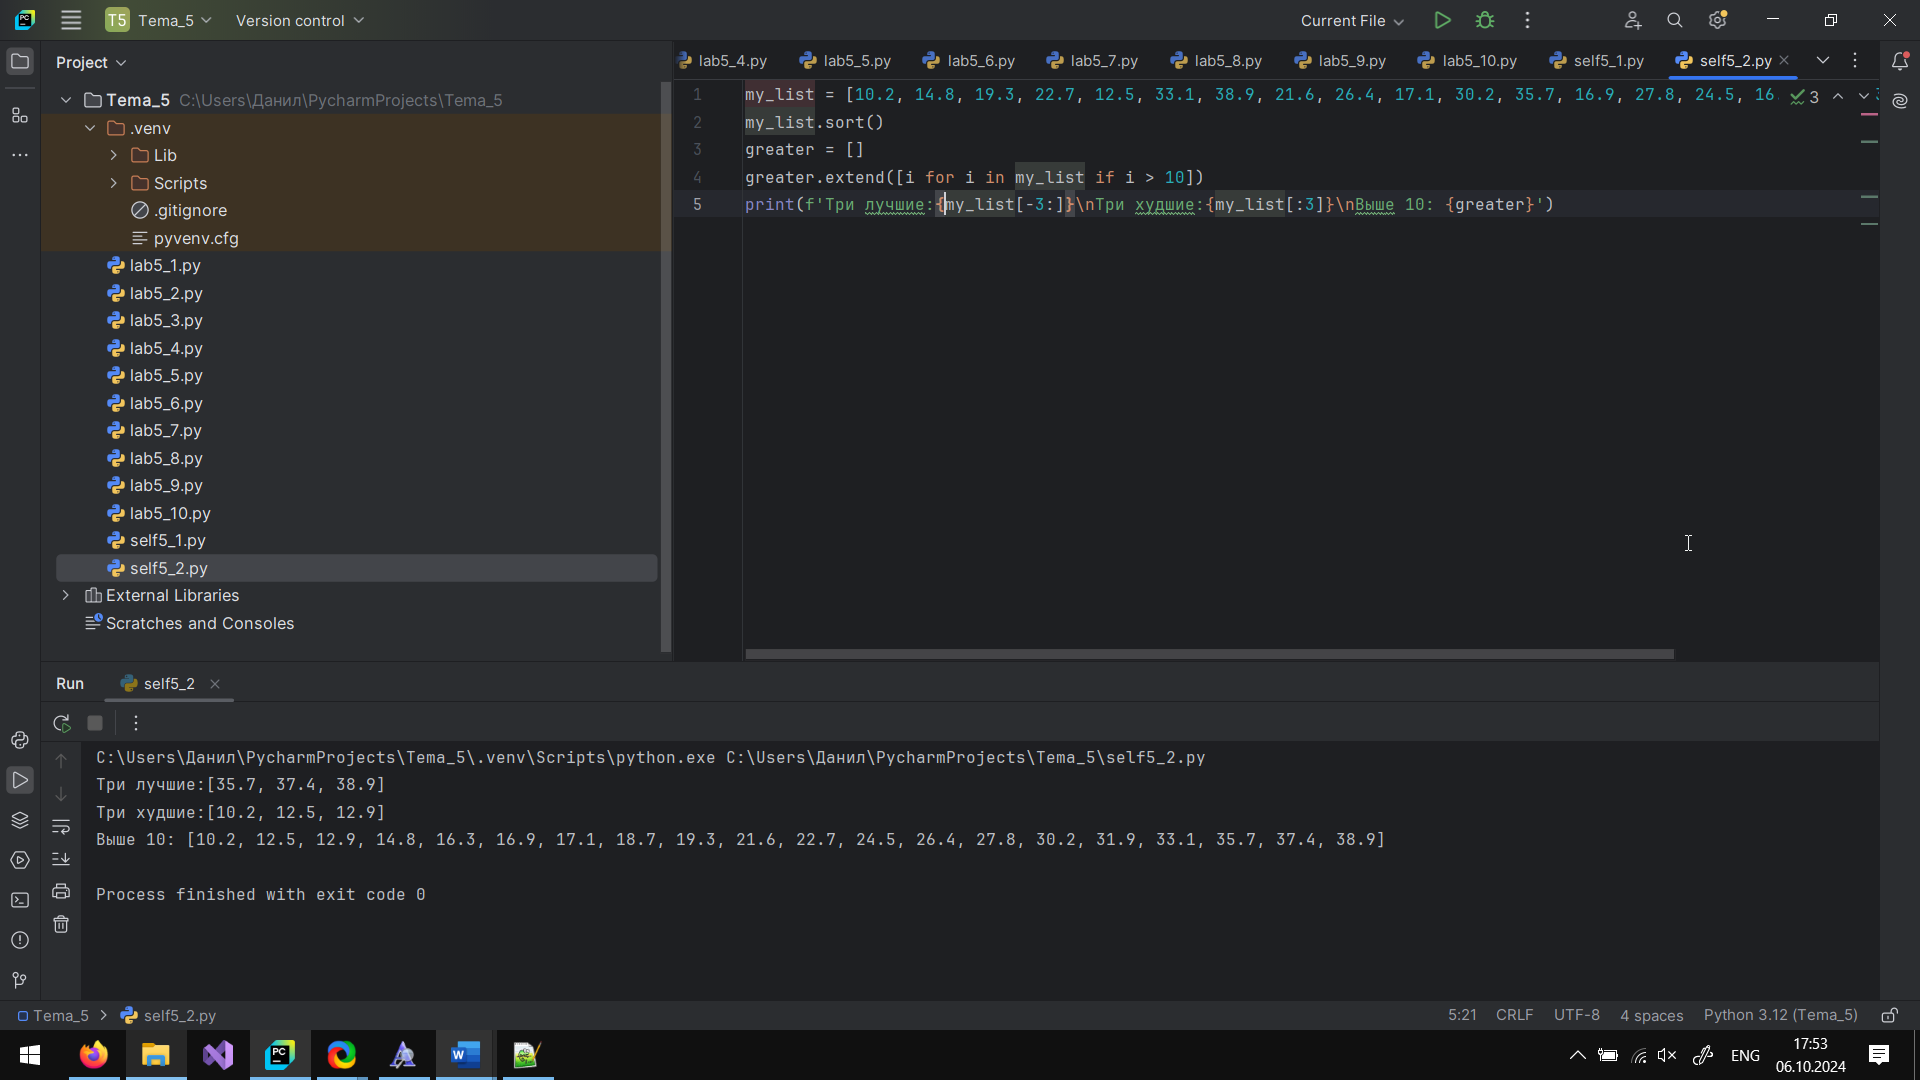 T5 Tema_5 Version control Current File
Project
lab5_4.py lab5_5.py lab5_6.py lab5_7.py lab5_8.py lab5_9.py lab5_10.py self5_1.py self5_2.py
Tema_5 C:\Users\Данил\PycharmProjects\Tema_5
.venv
Lib
Scripts
.gitignore
pyvenv.cfg
lab5_1.py
lab5_2.py
lab5_3.py
lab5_4.py
lab5_5.py
lab5_6.py
lab5_7.py
lab5_8.py
lab5_9.py
lab5_10.py
self5_1.py
self5_2.py
External Libraries
Scratches and Consoles
1 my_list = [10.2, 14.8, 19.3, 22.7, 12.5, 33.1, 38.9, 21.6, 26.4, 17.1, 30.2, 35.7, 16.9, 27.8, 24.5, 16. 3
2 my_list.sort()
3 greater = []
4 greater.extend([i for i in my_list if i > 10])
5 print(f'Три лучшие:{my_list[-3:]}\nТри худшие:{my_list[:3]}\nВыше 10: {greater}')
Run self5_2
C:\Users\Данил\PycharmProjects\Tema_5\.venv\Scripts\python.exe C:\Users\Данил\PycharmProjects\Tema_5\self5_2.py
Три лучшие:[35.7, 37.4, 38.9]
Три худшие:[10.2, 12.5, 12.9]
Выше 10: [10.2, 12.5, 12.9, 14.8, 16.3, 16.9, 17.1, 18.7, 19.3, 21.6, 22.7, 24.5, 26.4, 27.8, 30.2, 31.9, 33.1, 35.7, 37.4, 38.9]
Process finished with exit code 0
Tema_5 self5_2.py 5:21 CRLF UTF-8 4 spaces Python 3.12 (Tema_5)
ENG
17:53
06.10.2024